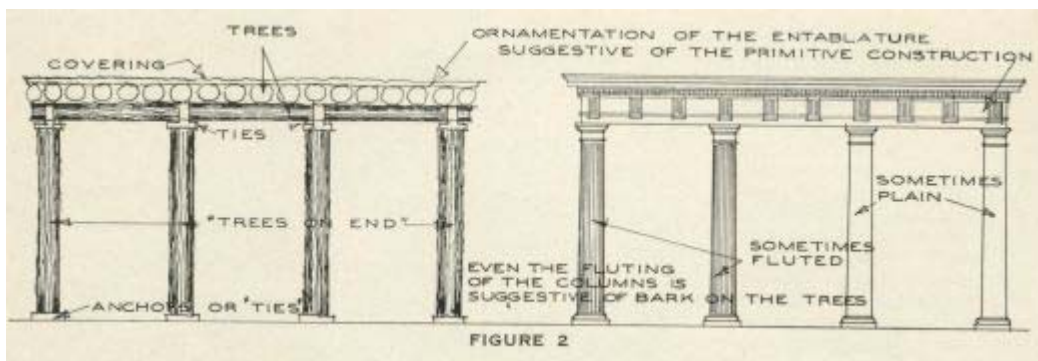 TREES
ORNAMENTATION OF THE ENTABLATURE
SUGGESTIVE OF THE PRIMITIVE CONSTRUCTION
COVERING
TIES
"TREES ON END"
ANCHORS OR "TIES"
SOMETIMES
PLAIN
SOMETIMES
FLUTED
EVEN THE FLUTING
OF THE COLUMNS IS
SUGGESTIVE OF BARK ON THE TREES
FIGURE 2